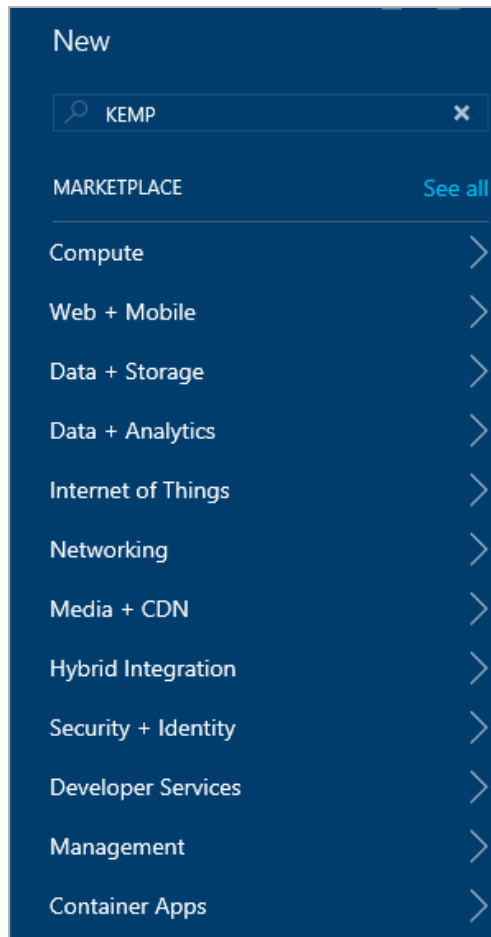 New
KEMP
MARKETPLACE See all
Compute
Web + Mobile
Data + Storage
Data + Analytics
Internet of Things
Networking
Media + CDN
Hybrid Integration
Security + Identity
Developer Services
Management
Container Apps